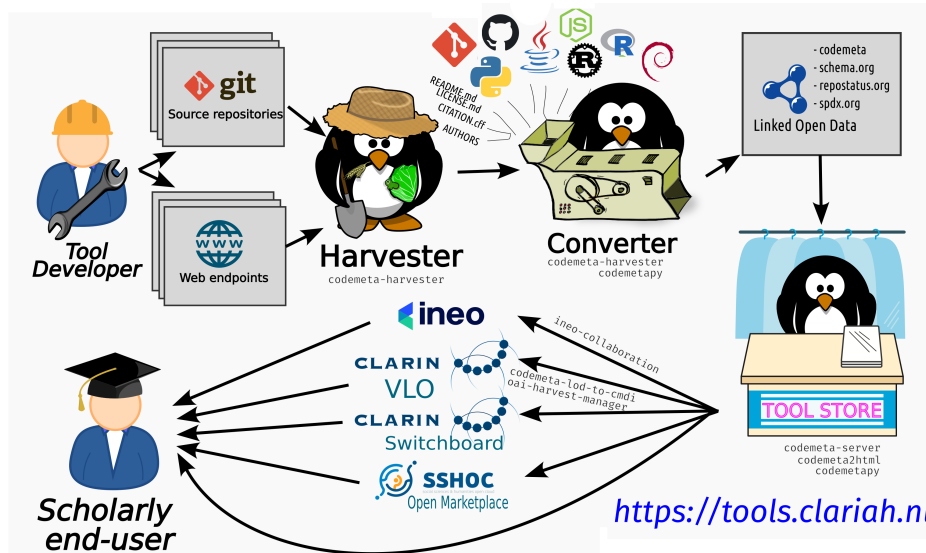 git
Source repositories
www
Web endpoints
Tool
Developer
README.md
LICENSE.md
CITATION.cff
AUTHORS
JS
R
R
Harvester
codemeta-harvester
Converter
codemeta-harvester
codemetapy
- codemeta
- schema.org
- repostatus.org
- spdx.org
Linked Open Data
TOOL STORE
codemeta-server
codemeta2html
codemetapy
https://tools.clariah.nl
ineo-collaboration
codemeta-lod-to-cmdi
oai-harvest-manager
ineo
CLARIN
VLO
CLARIN
Switchboard
SSHOC
Open Marketplace
Scholarly
end-user